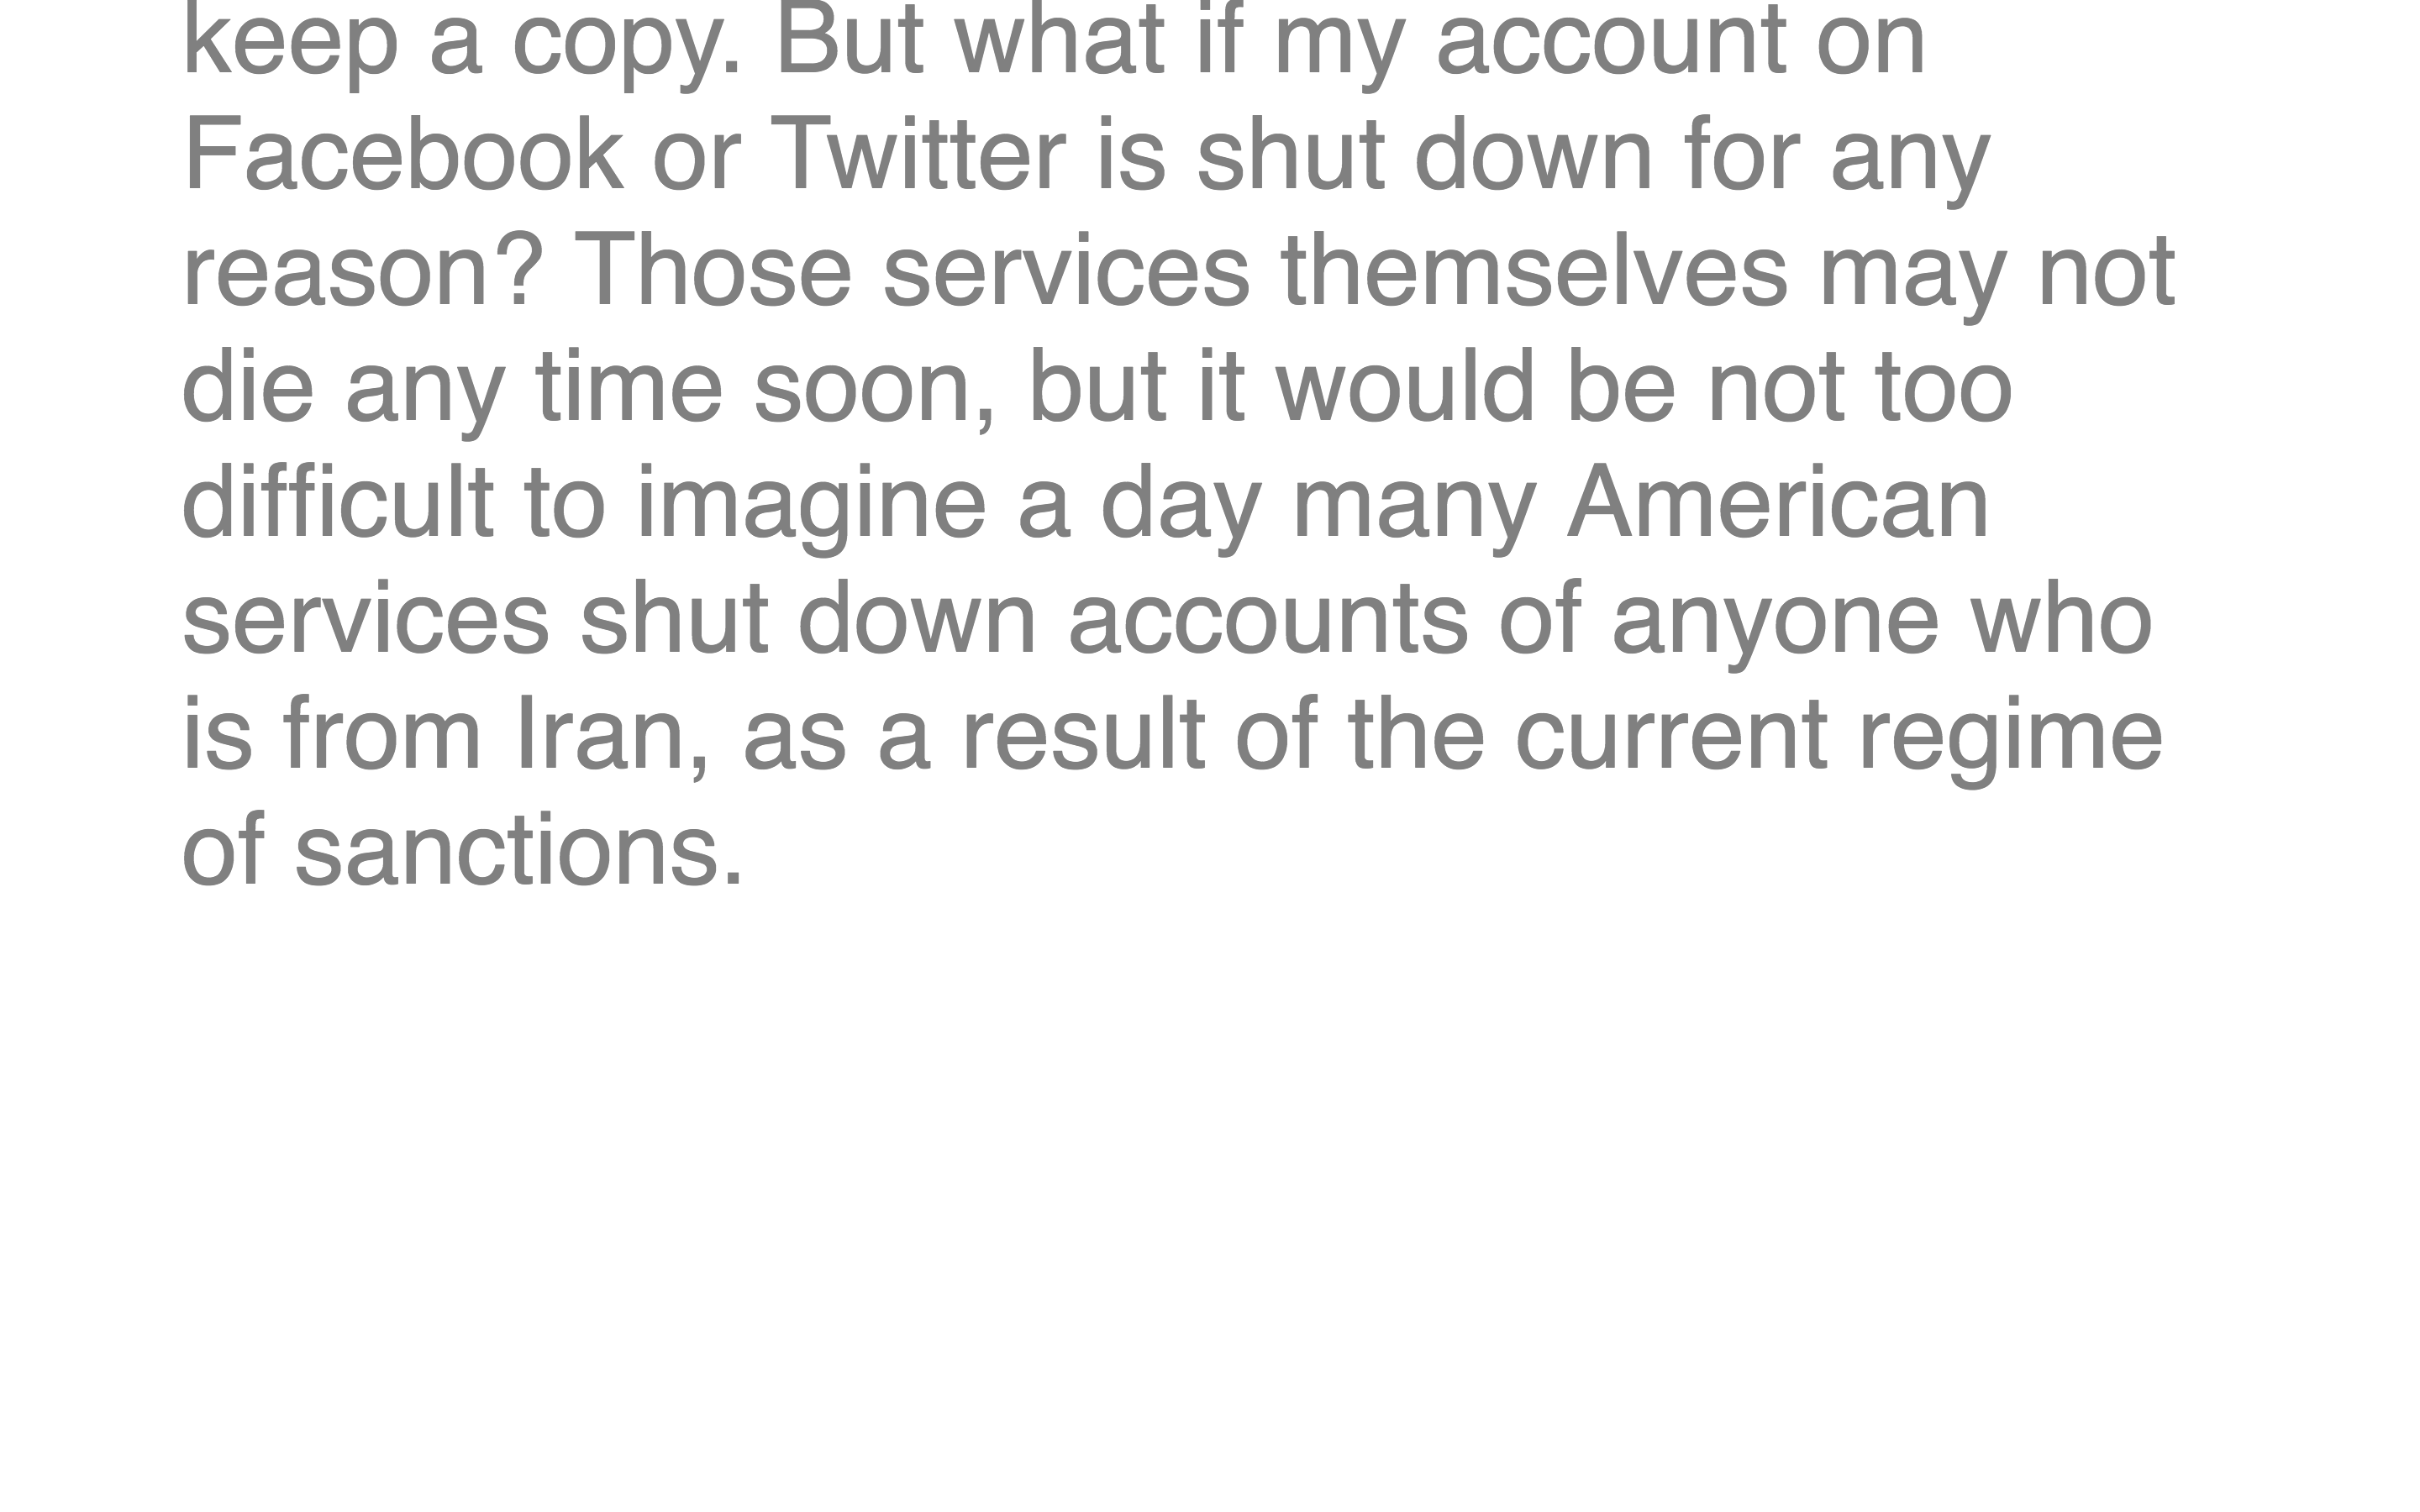 keep a copy. But what if my account on
Facebook or Twitter is shut down for any
reason? Those services themselves may not
die any time soon, but it would be not too
difficult to imagine a day many American
services shut down accounts of anyone who
is from Iran, as a result of the current regime
of sanctions.